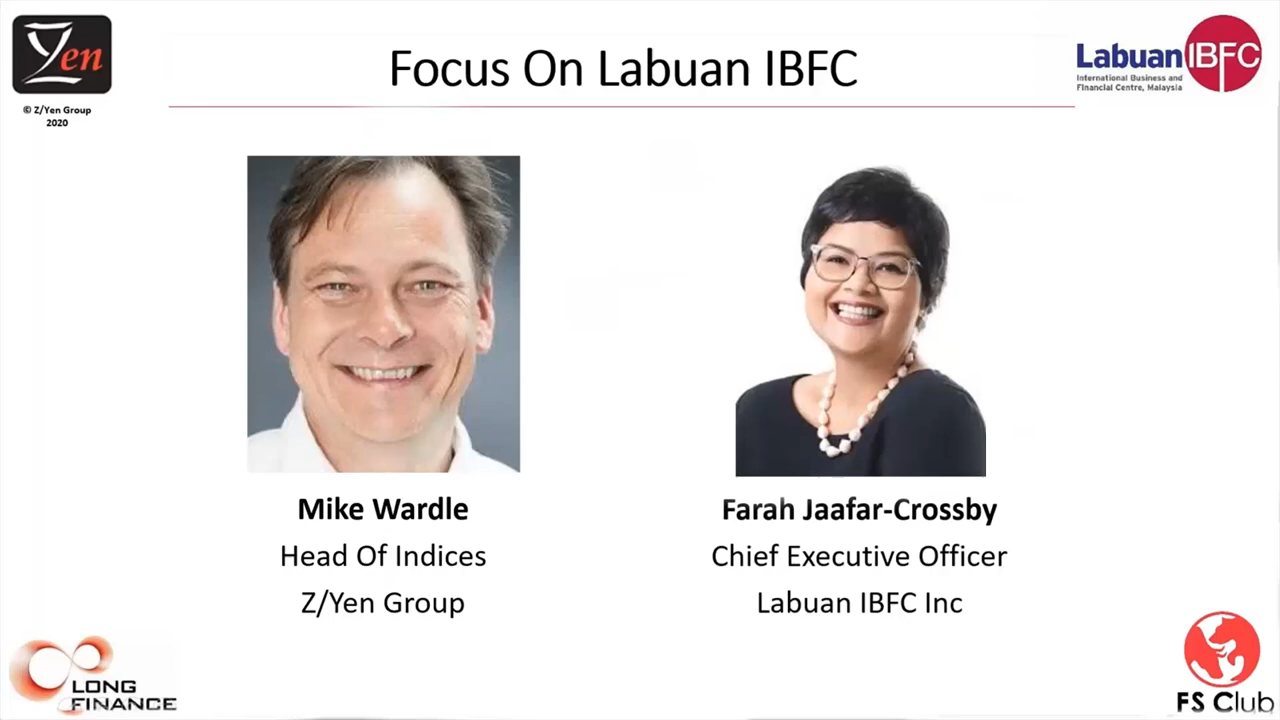 Zen
© Z/Yen Group
2020
Focus On Labuan IBFC
Labuan IBFC
International Business and
Financial Centre, Malaysia
Mike Wardle
Head Of Indices
Z/Yen Group
Farah Jaafar-Crossby
Chief Executive Officer
Labuan IBFC Inc
LONG
FINANCE
FS Club